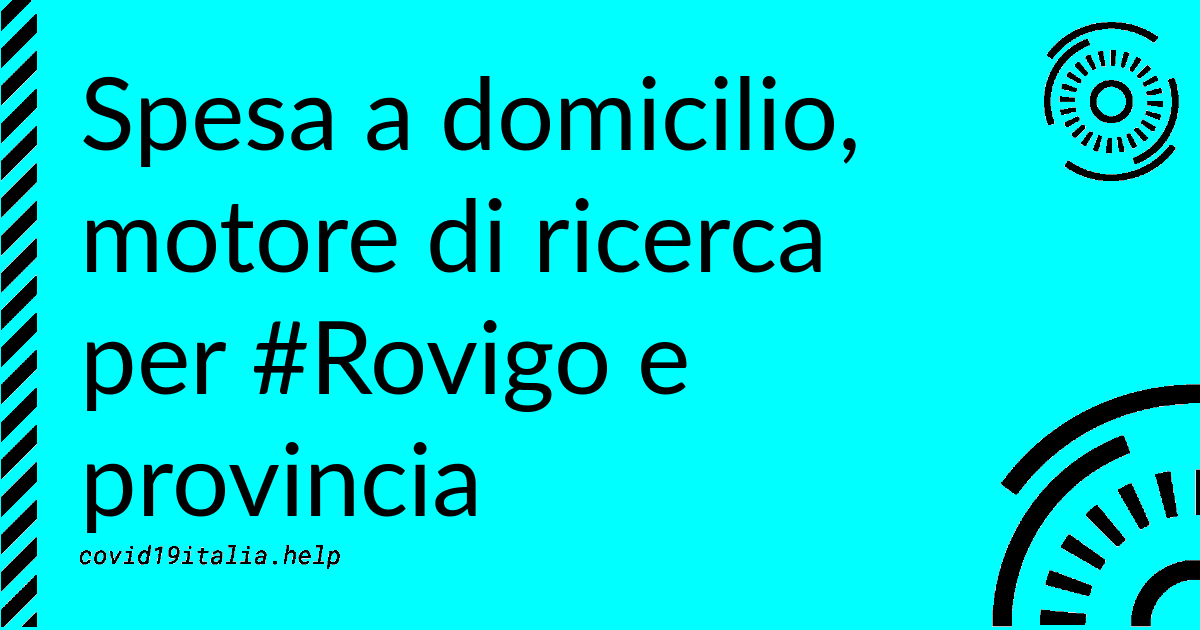 Spesa a domicilio,
motore di ricerca
per #Rovigo e
provincia
covid19italia.help